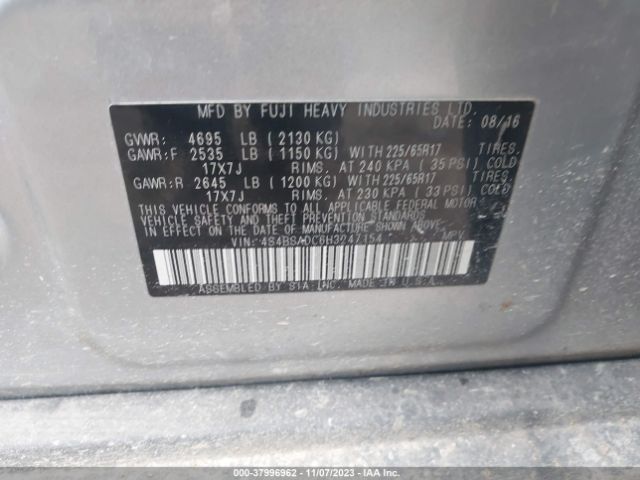 MFD BY FUJI HEAVY INDUSTRIES LTD.
DATE: 08/16
GVWR: 4695 LB (2130 KG)
GAWR:F 2535 LB (1150 KG) WITH 225/65R17 TIRES,
17X7J RIMS, AT 240 KPA (35 PSI) COLD
GAWR:R 2645 LB (1200 KG) WITH 225/65R17 TIRES,
17X7J RIMS, AT 230 KPA (33 PSI) COLD
THIS VEHICLE CONFORMS TO ALL APPLICABLE FEDERAL MOTOR
VEHICLE SAFETY AND THEFT PREVENTION STANDARDS
IN EFFECT ON THE DATE OF MANUFACTURE SHOWN ABOVE.
VIN: 4S4BSADC6H3247154 MPV
ASSEMBLED BY SIA, INC. MADE IN U.S.A.
000-37996962 — 11/07/2023 — IAA